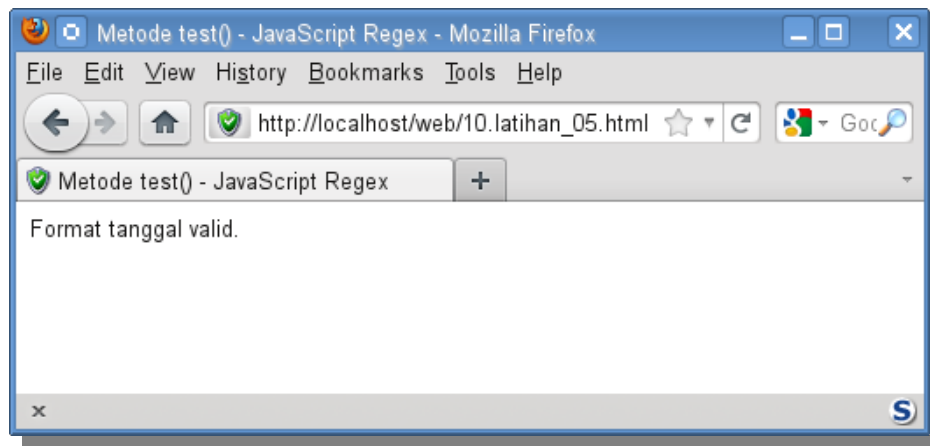 Metode test() - JavaScript Regex - Mozilla Firefox
File Edit View History Bookmarks Tools Help
http://localhost/web/10.latihan_05.html Goo
Metode test() - JavaScript Regex
Format tanggal valid.
S